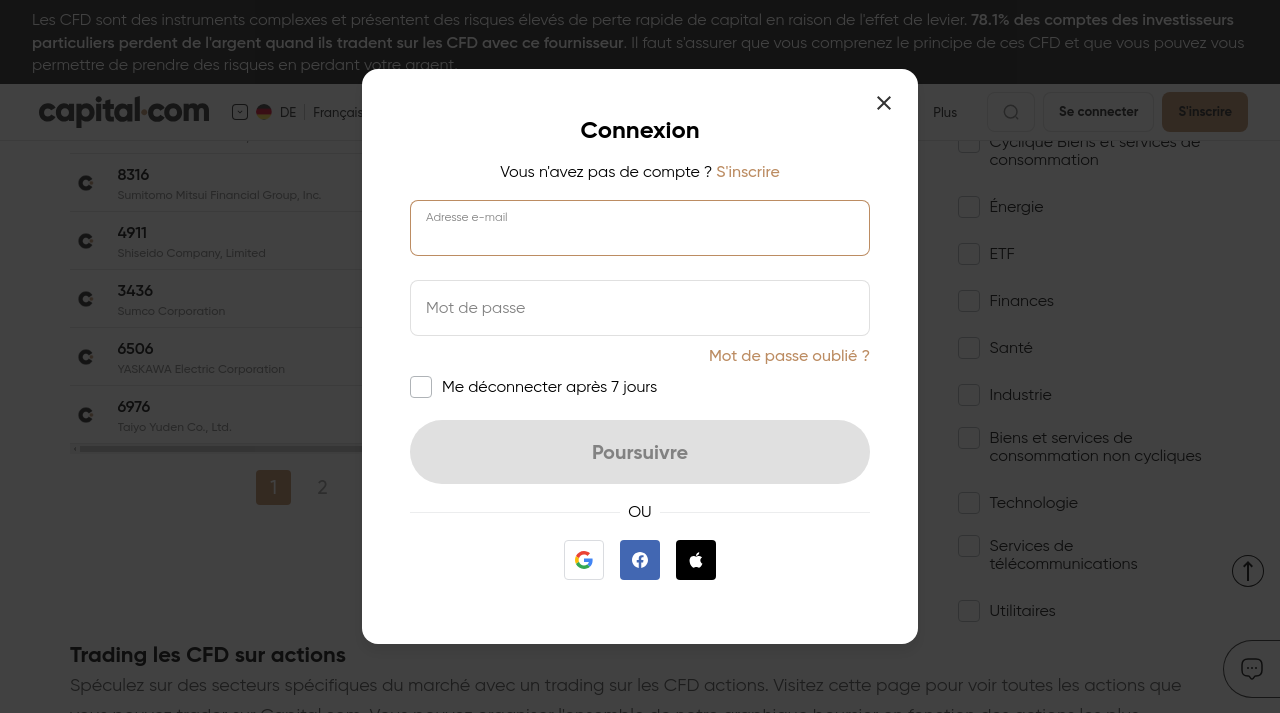 Les CFD sont des instruments complexes et présentent des risques élevés de perte rapide de capital en raison de l'effet de levier. 78.1% des comptes des investisseurs
particuliers perdent de l'argent quand ils tradent sur les CFD avec ce fournisseur. Il faut s'assurer que vous comprenez le principe de ces CFD et que vous pouvez vous
permettre de prendre des risques en perdant votre argent.
capital.com
DE
Français
Plus
Se connecter
S'inscrire
8316
Sumitomo Mitsui Financial Group, Inc.
4911
Shiseido Company, Limited
3436
Sumco Corporation
6506
YASKAWA Electric Corporation
6976
Taiyo Yuden Co., Ltd.
1
2
Connexion
Vous n'avez pas de compte ? S'inscrire
Adresse e-mail
Mot de passe
Mot de passe oublié ?
Me déconnecter après 7 jours
Poursuivre
OU
Cyclique Biens et services de
consommation
Énergie
ETF
Finances
Santé
Industrie
Biens et services de
consommation non cycliques
Technologie
Services de
télécommunications
Utilitaires
Trading les CFD sur actions
Spéculez sur des secteurs spécifiques du marché avec un trading sur les CFD actions. Visitez cette page pour voir toutes les actions que